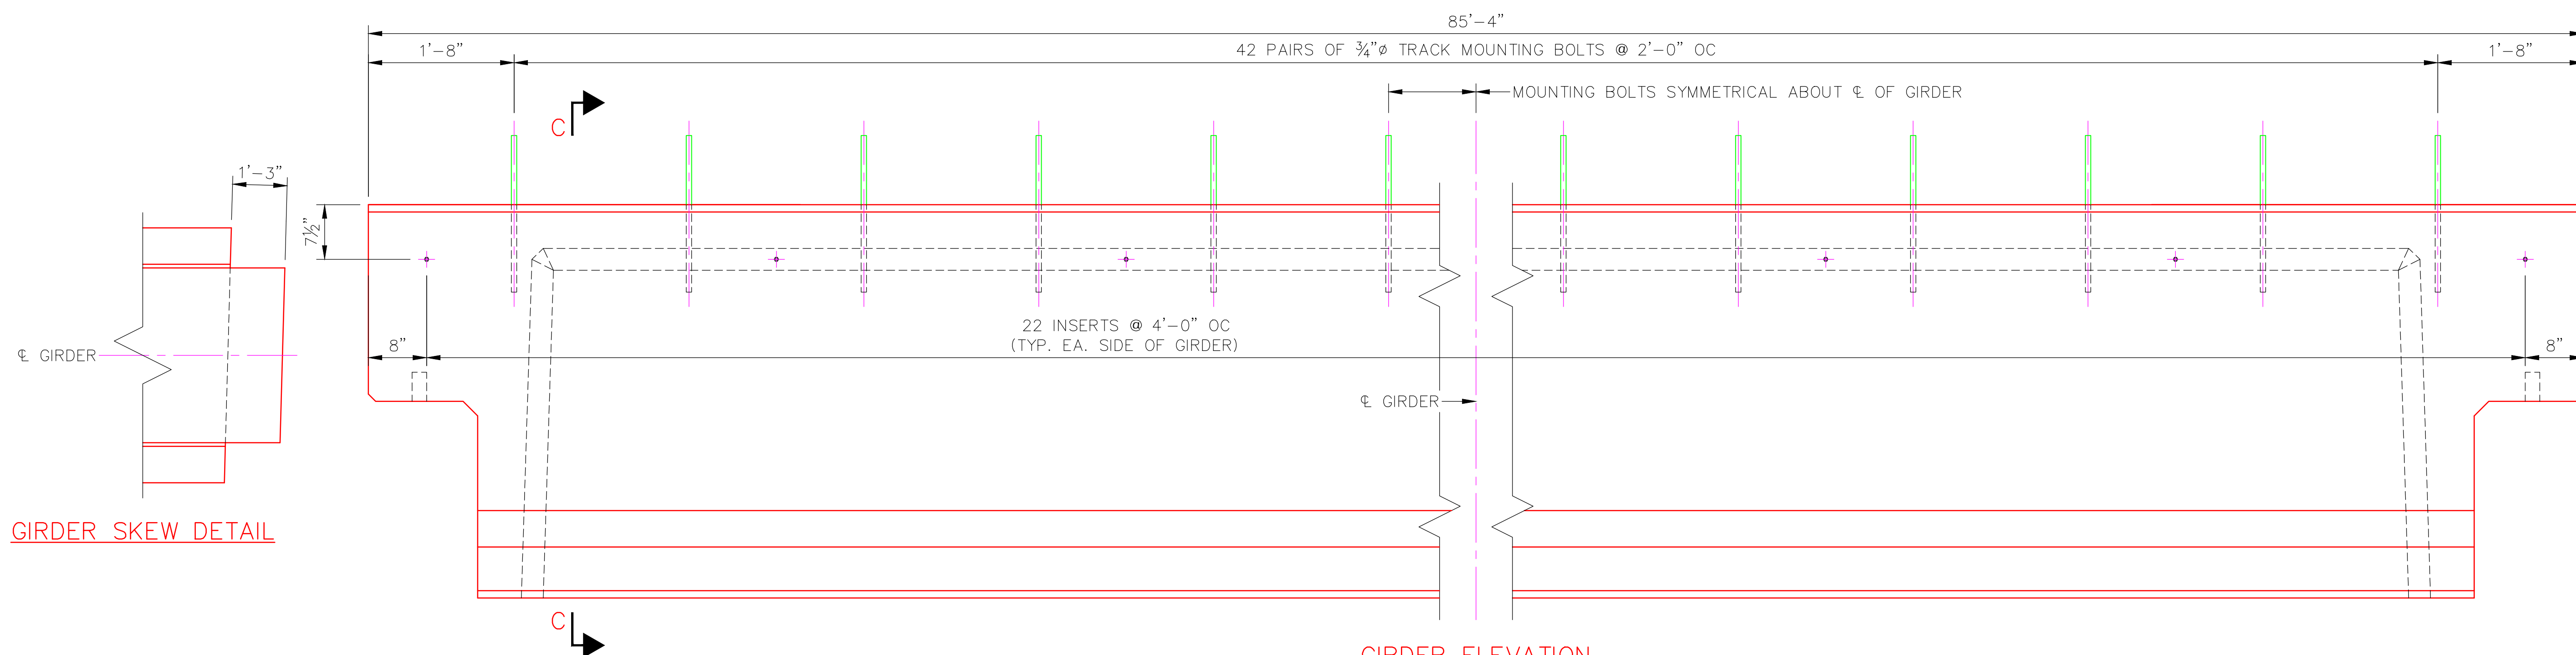 85'-4"
1'-8"
42 PAIRS OF ¾"ø TRACK MOUNTING BOLTS @ 2'-0" OC
1'-8"
MOUNTING BOLTS SYMMETRICAL ABOUT ℄ OF GIRDER
C
1'-3"
7½"
22 INSERTS @ 4'-0" OC
(TYP. EA. SIDE OF GIRDER)
8"
8"
℄ GIRDER
℄ GIRDER
GIRDER SKEW DETAIL
C
GIRDER ELEVATION